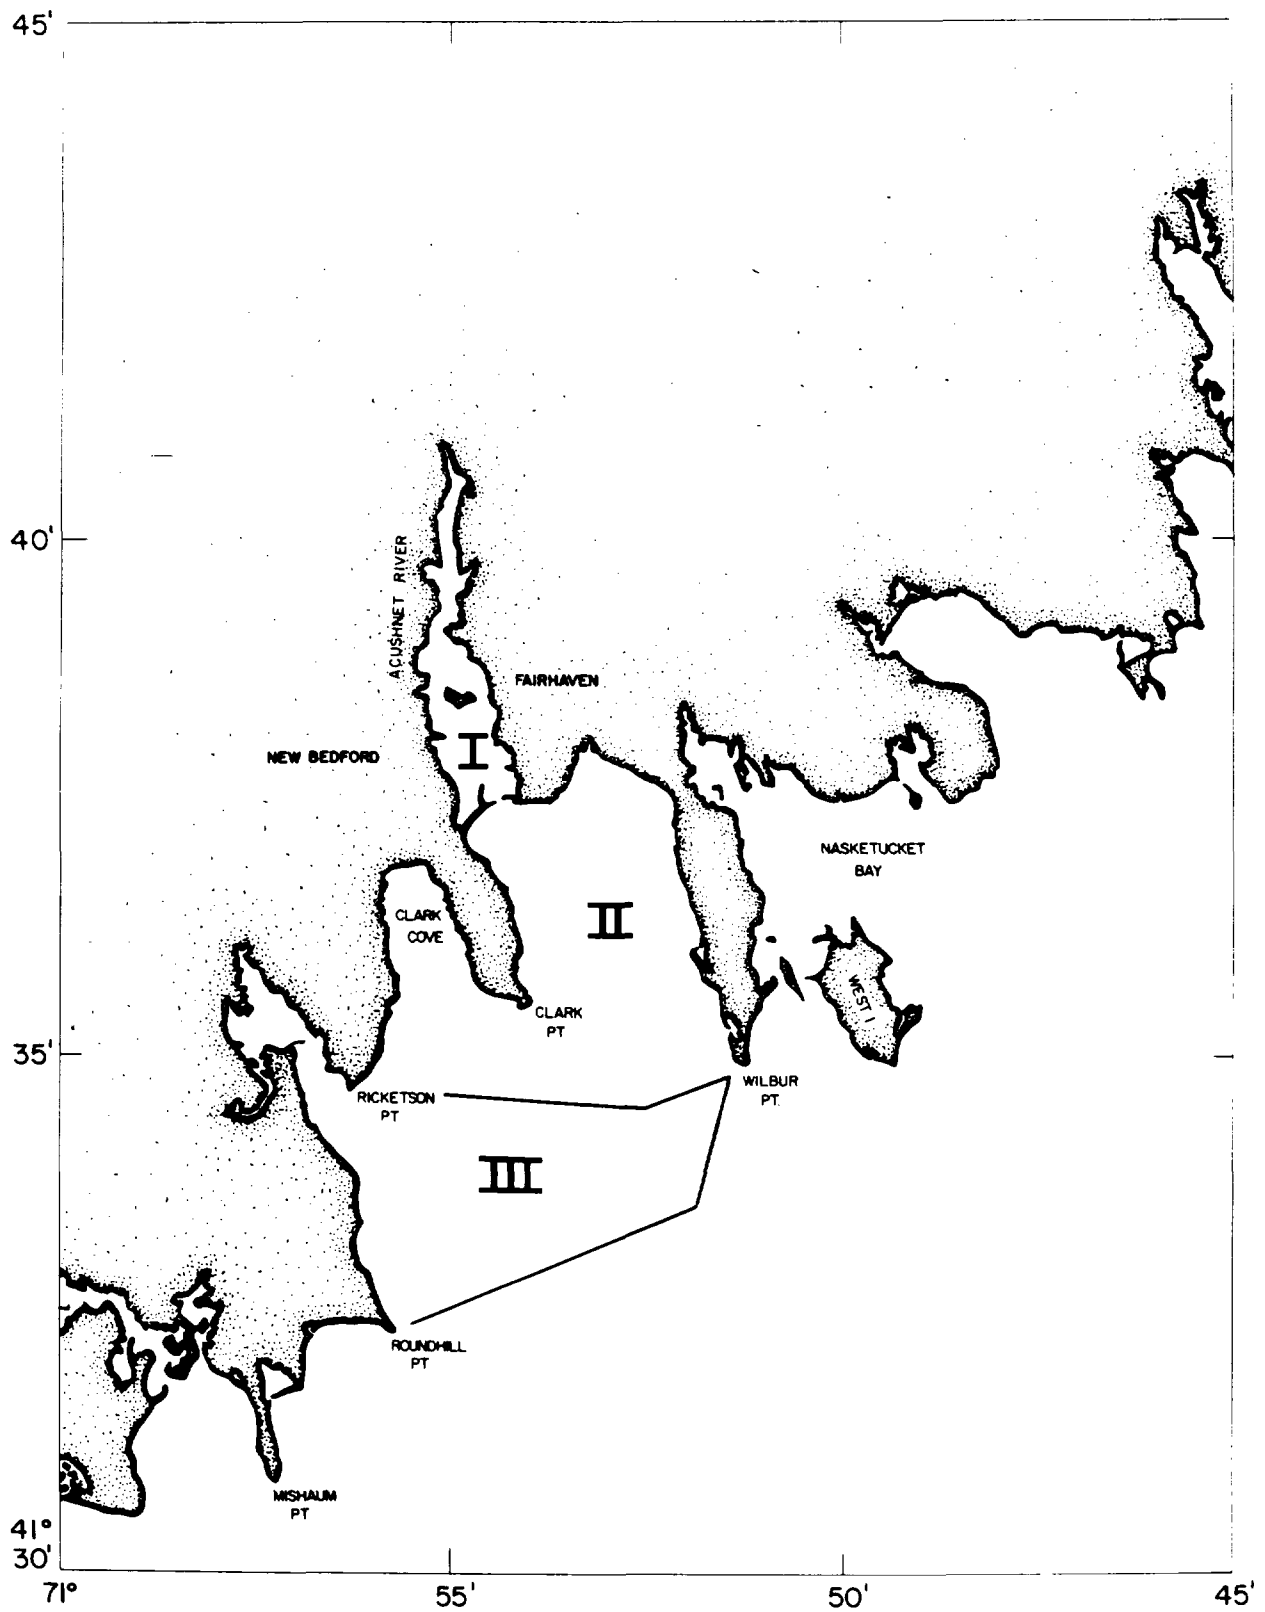 45'
40'
ACUSHNET RIVER
FAIRHAVEN
I
NEW BEDFORD
NASKETUCKET
BAY
CLARK
COVE
II
WEST I
CLARK
PT
35'
WILBUR
PT.
RICKETSON
PT
III
ROUNDHILL
PT
MISHAUM
PT
41°
30'
71°
55'
50'
45'